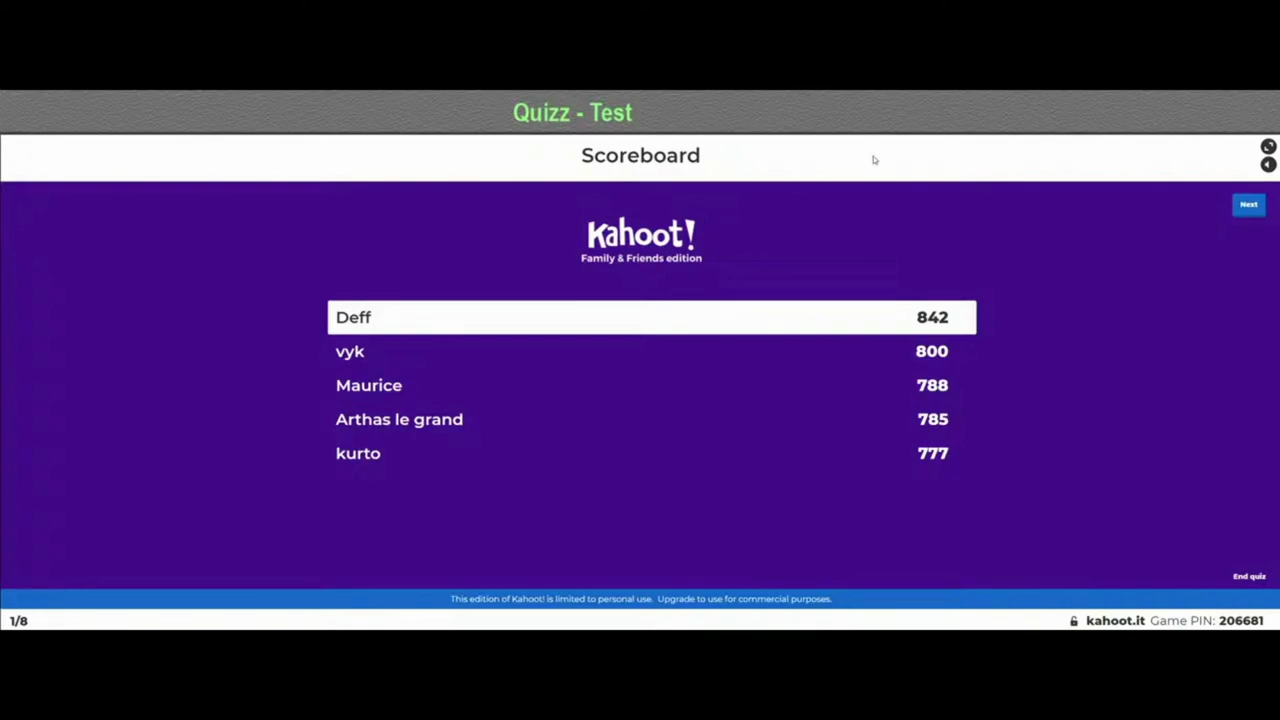 Quizz - Test
Scoreboard
Next
Kahoot!
Family & Friends edition
Deff 842
vyk 800
Maurice 788
Arthas le grand 785
kurto 777
End quiz
This edition of Kahoot! is limited to personal use. Upgrade to use for commercial purposes.
1/8 kahoot.it Game PIN: 206681